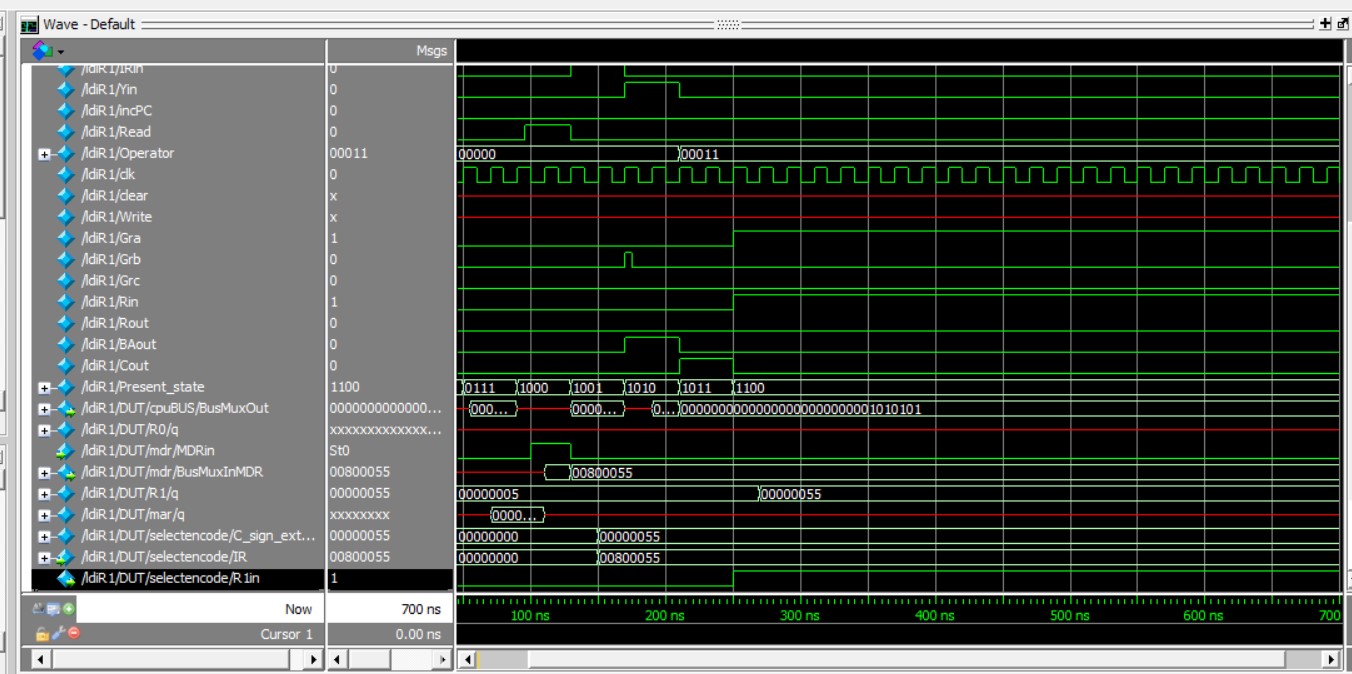 Wave - Default
Msgs
/ldiR1/IRin 0
/ldiR1/Yin 0
/ldiR1/incPC 0
/ldiR1/Read 0
/ldiR1/Operator 00011 00000 00011
/ldiR1/clk 0
/ldiR1/clear x
/ldiR1/Write x
/ldiR1/Gra 1
/ldiR1/Grb 0
/ldiR1/Grc 0
/ldiR1/Rin 1
/ldiR1/Rout 0
/ldiR1/BAout 0
/ldiR1/Cout 0
/ldiR1/Present_state 1100 0111 1000 1001 1010 1011 1100
/ldiR1/DUT/cpuBUS/BusMuxOut 0000000000000... 000... 0000... 0... 00000000000000000000000001010101
/ldiR1/DUT/R0/q xxxxxxxxxxxxx...
/ldiR1/DUT/mdr/MDRin St0
/ldiR1/DUT/mdr/BusMuxInMDR 00800055 00800055
/ldiR1/DUT/R1/q 00000055 00000005 00000055
/ldiR1/DUT/mar/q xxxxxxxx 0000...
/ldiR1/DUT/selectencode/C_sign_ext... 00000055 00000000 00000055
/ldiR1/DUT/selectencode/IR 00800055 00000000 00800055
/ldiR1/DUT/selectencode/R1in 1
Now 700 ns 100 ns 200 ns 300 ns 400 ns 500 ns 600 ns 700
Cursor 1 0.00 ns